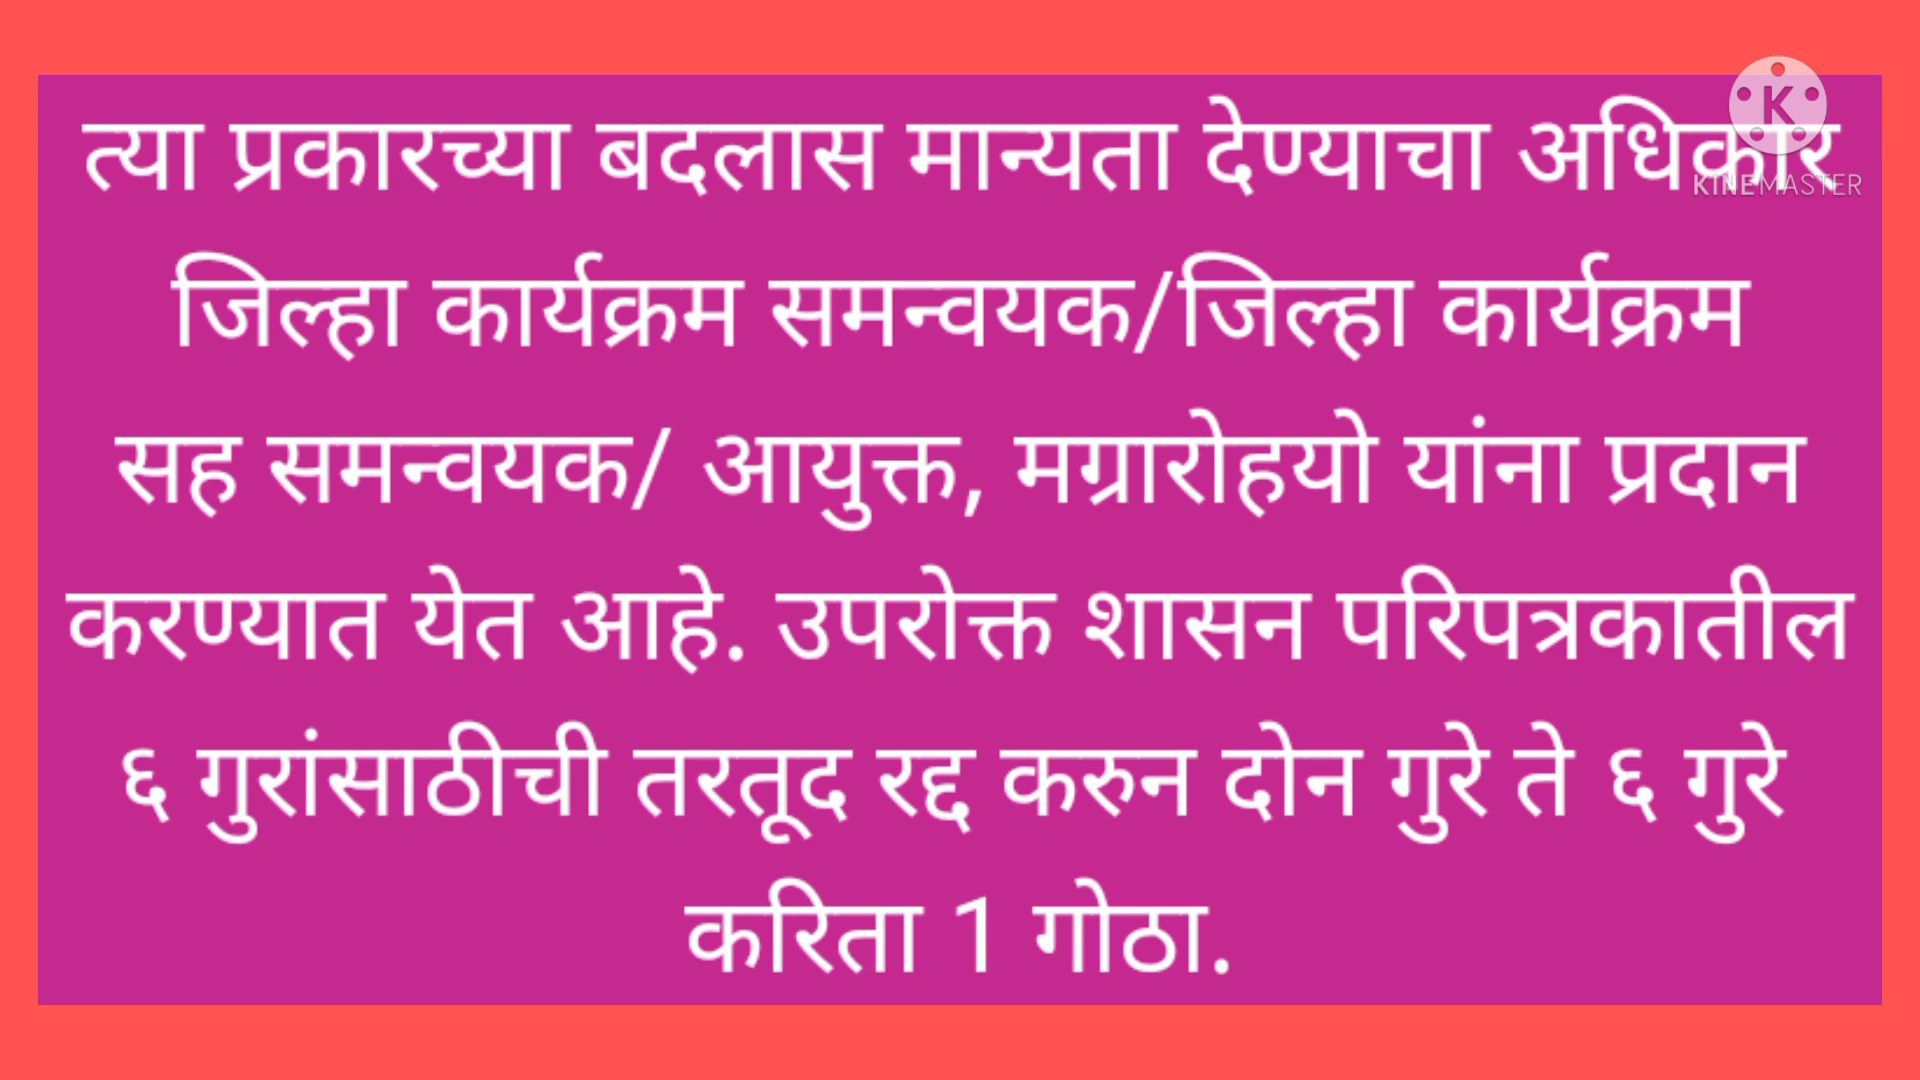 त्या प्रकारच्या बदलास मान्यता देण्याचा अधिकार
जिल्हा कार्यक्रम समन्वयक/जिल्हा कार्यक्रम
सह समन्वयक/ आयुक्त, मग्रारोहयो यांना प्रदान
करण्यात येत आहे. उपरोक्त शासन परिपत्रकातील
६ गुरांसाठीची तरतूद रद्द करुन दोन गुरे ते ६ गुरे
करिता 1 गोठा.
K
KINEMASTER